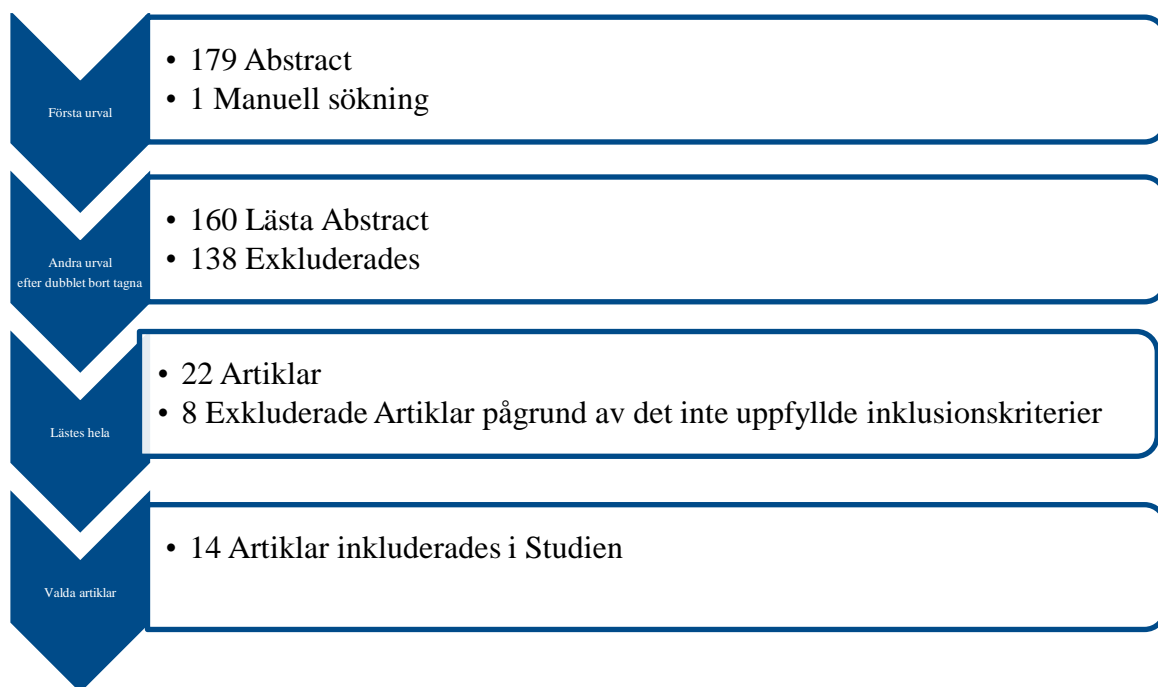 Första urval
• 179 Abstract
• 1 Manuell sökning
Andra urval
efter dubblet bort tagna
• 160 Lästa Abstract
• 138 Exkluderades
Lästes hela
• 22 Artiklar
• 8 Exkluderade Artiklar pågrund av det inte uppfyllde inklusionskriterier
Valda artiklar
• 14 Artiklar inkluderades i Studien